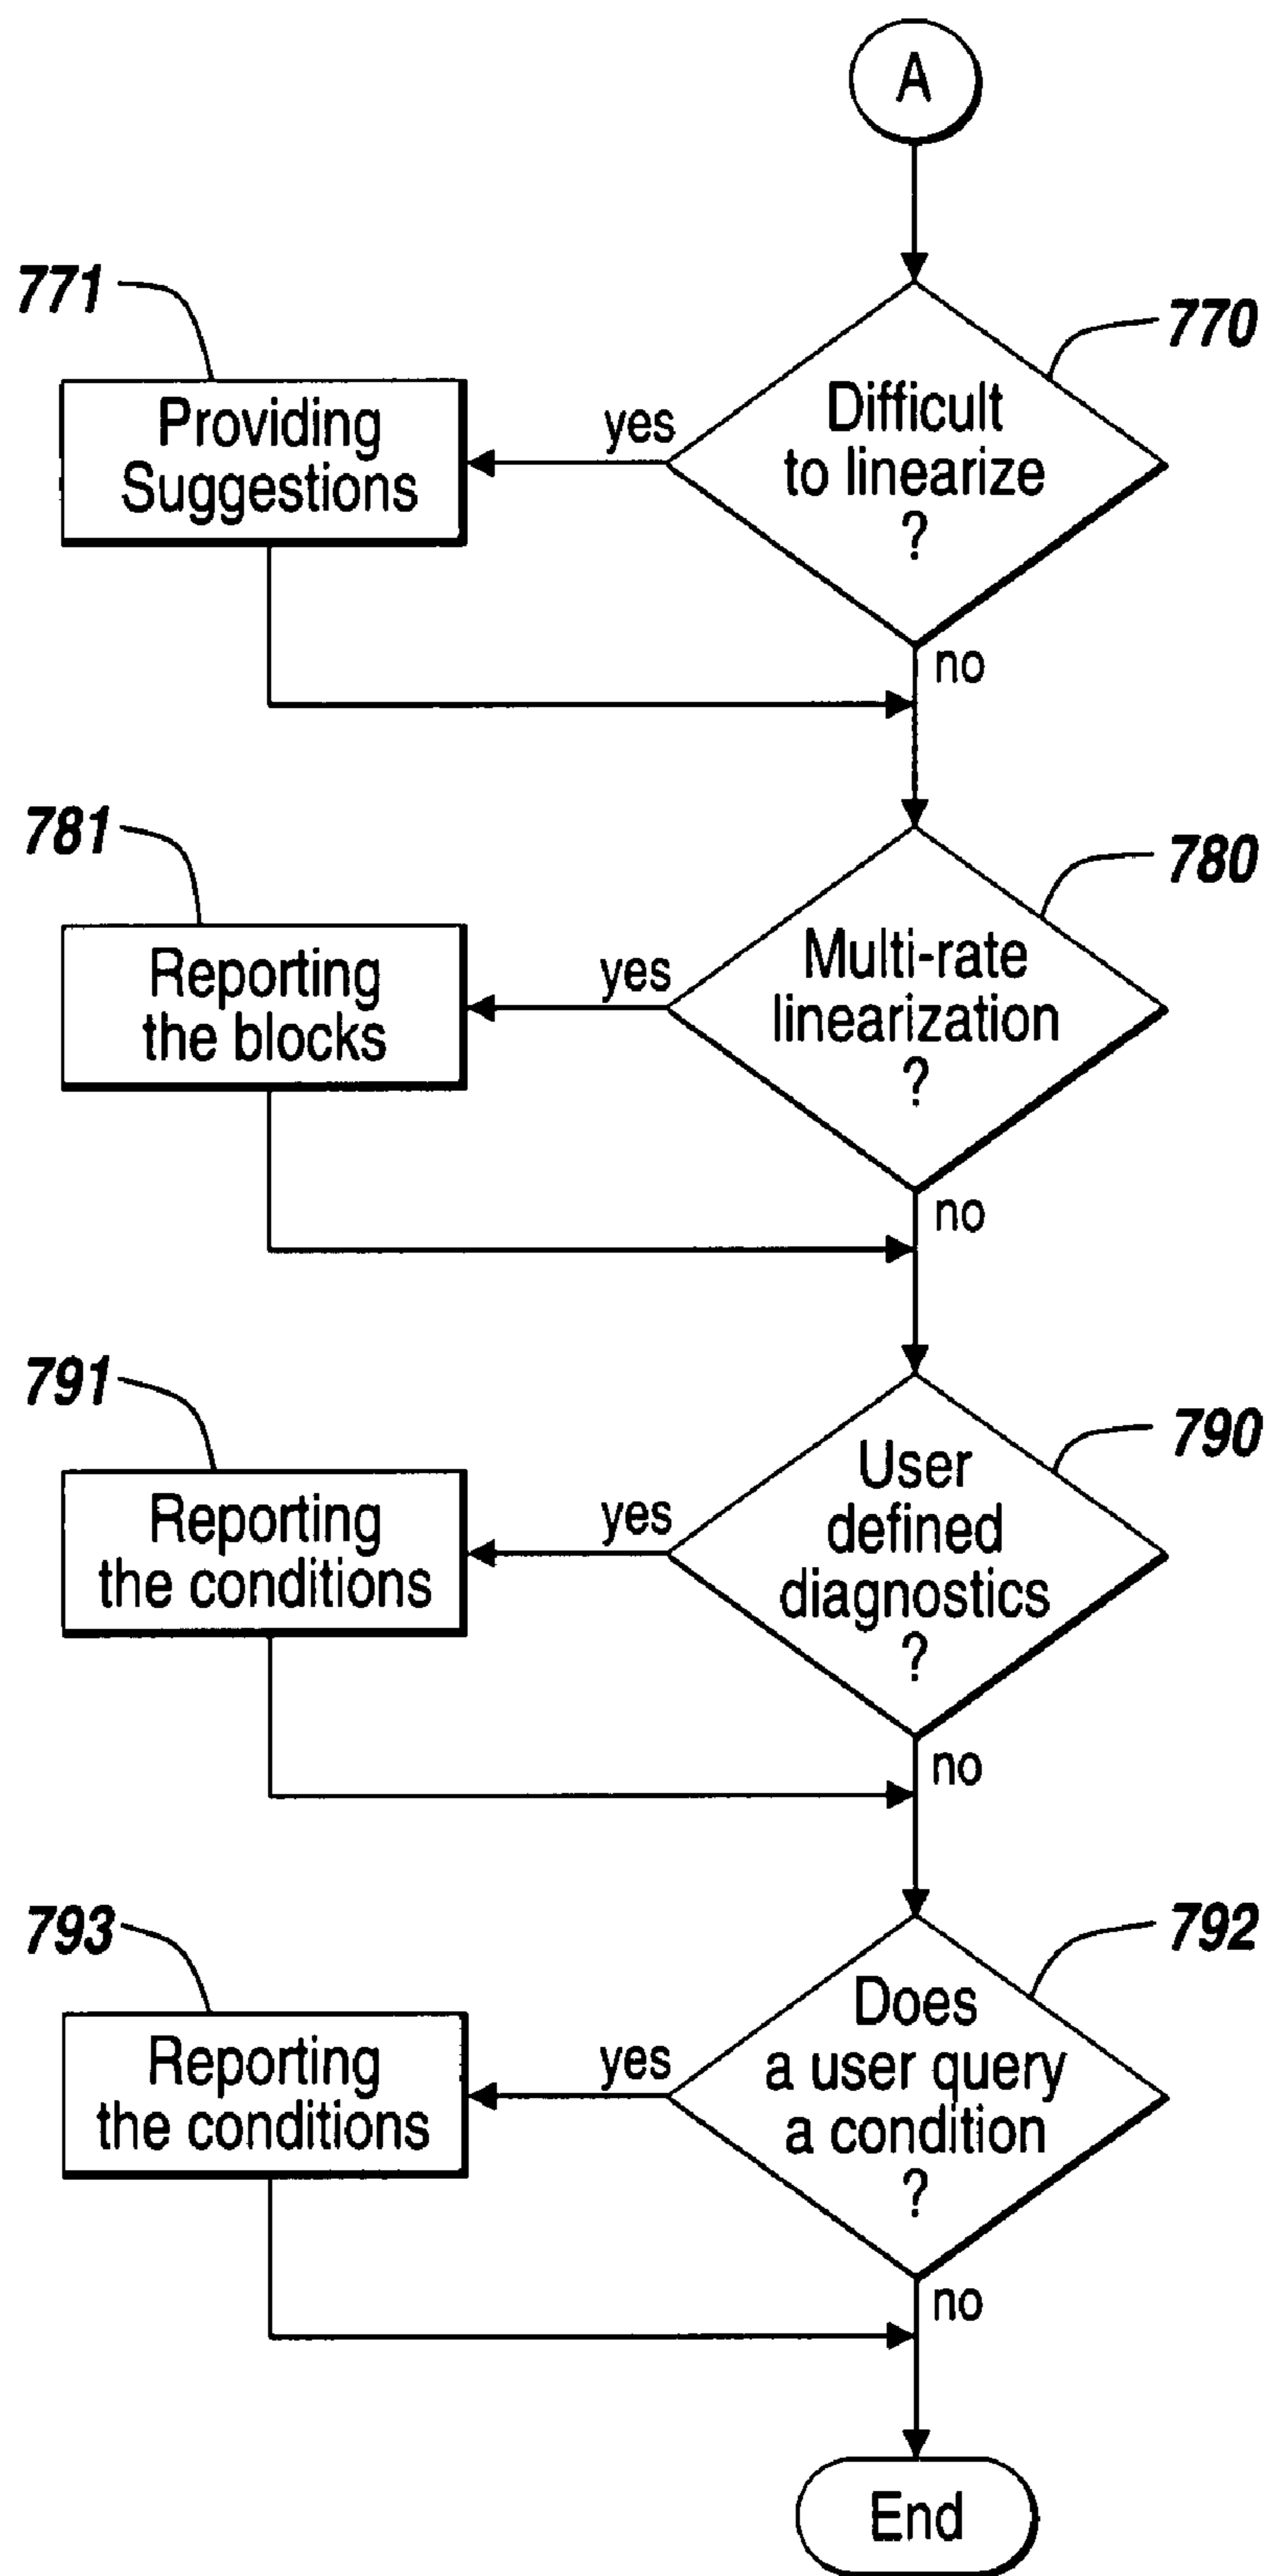 A
771
770
Providing
Suggestions
yes
Difficult
to linearize
?
no
781
780
Reporting
the blocks
yes
Multi-rate
linearization
?
no
791
790
Reporting
the conditions
yes
User
defined
diagnostics
?
no
793
792
Reporting
the conditions
yes
Does
a user query
a condition
?
no
End